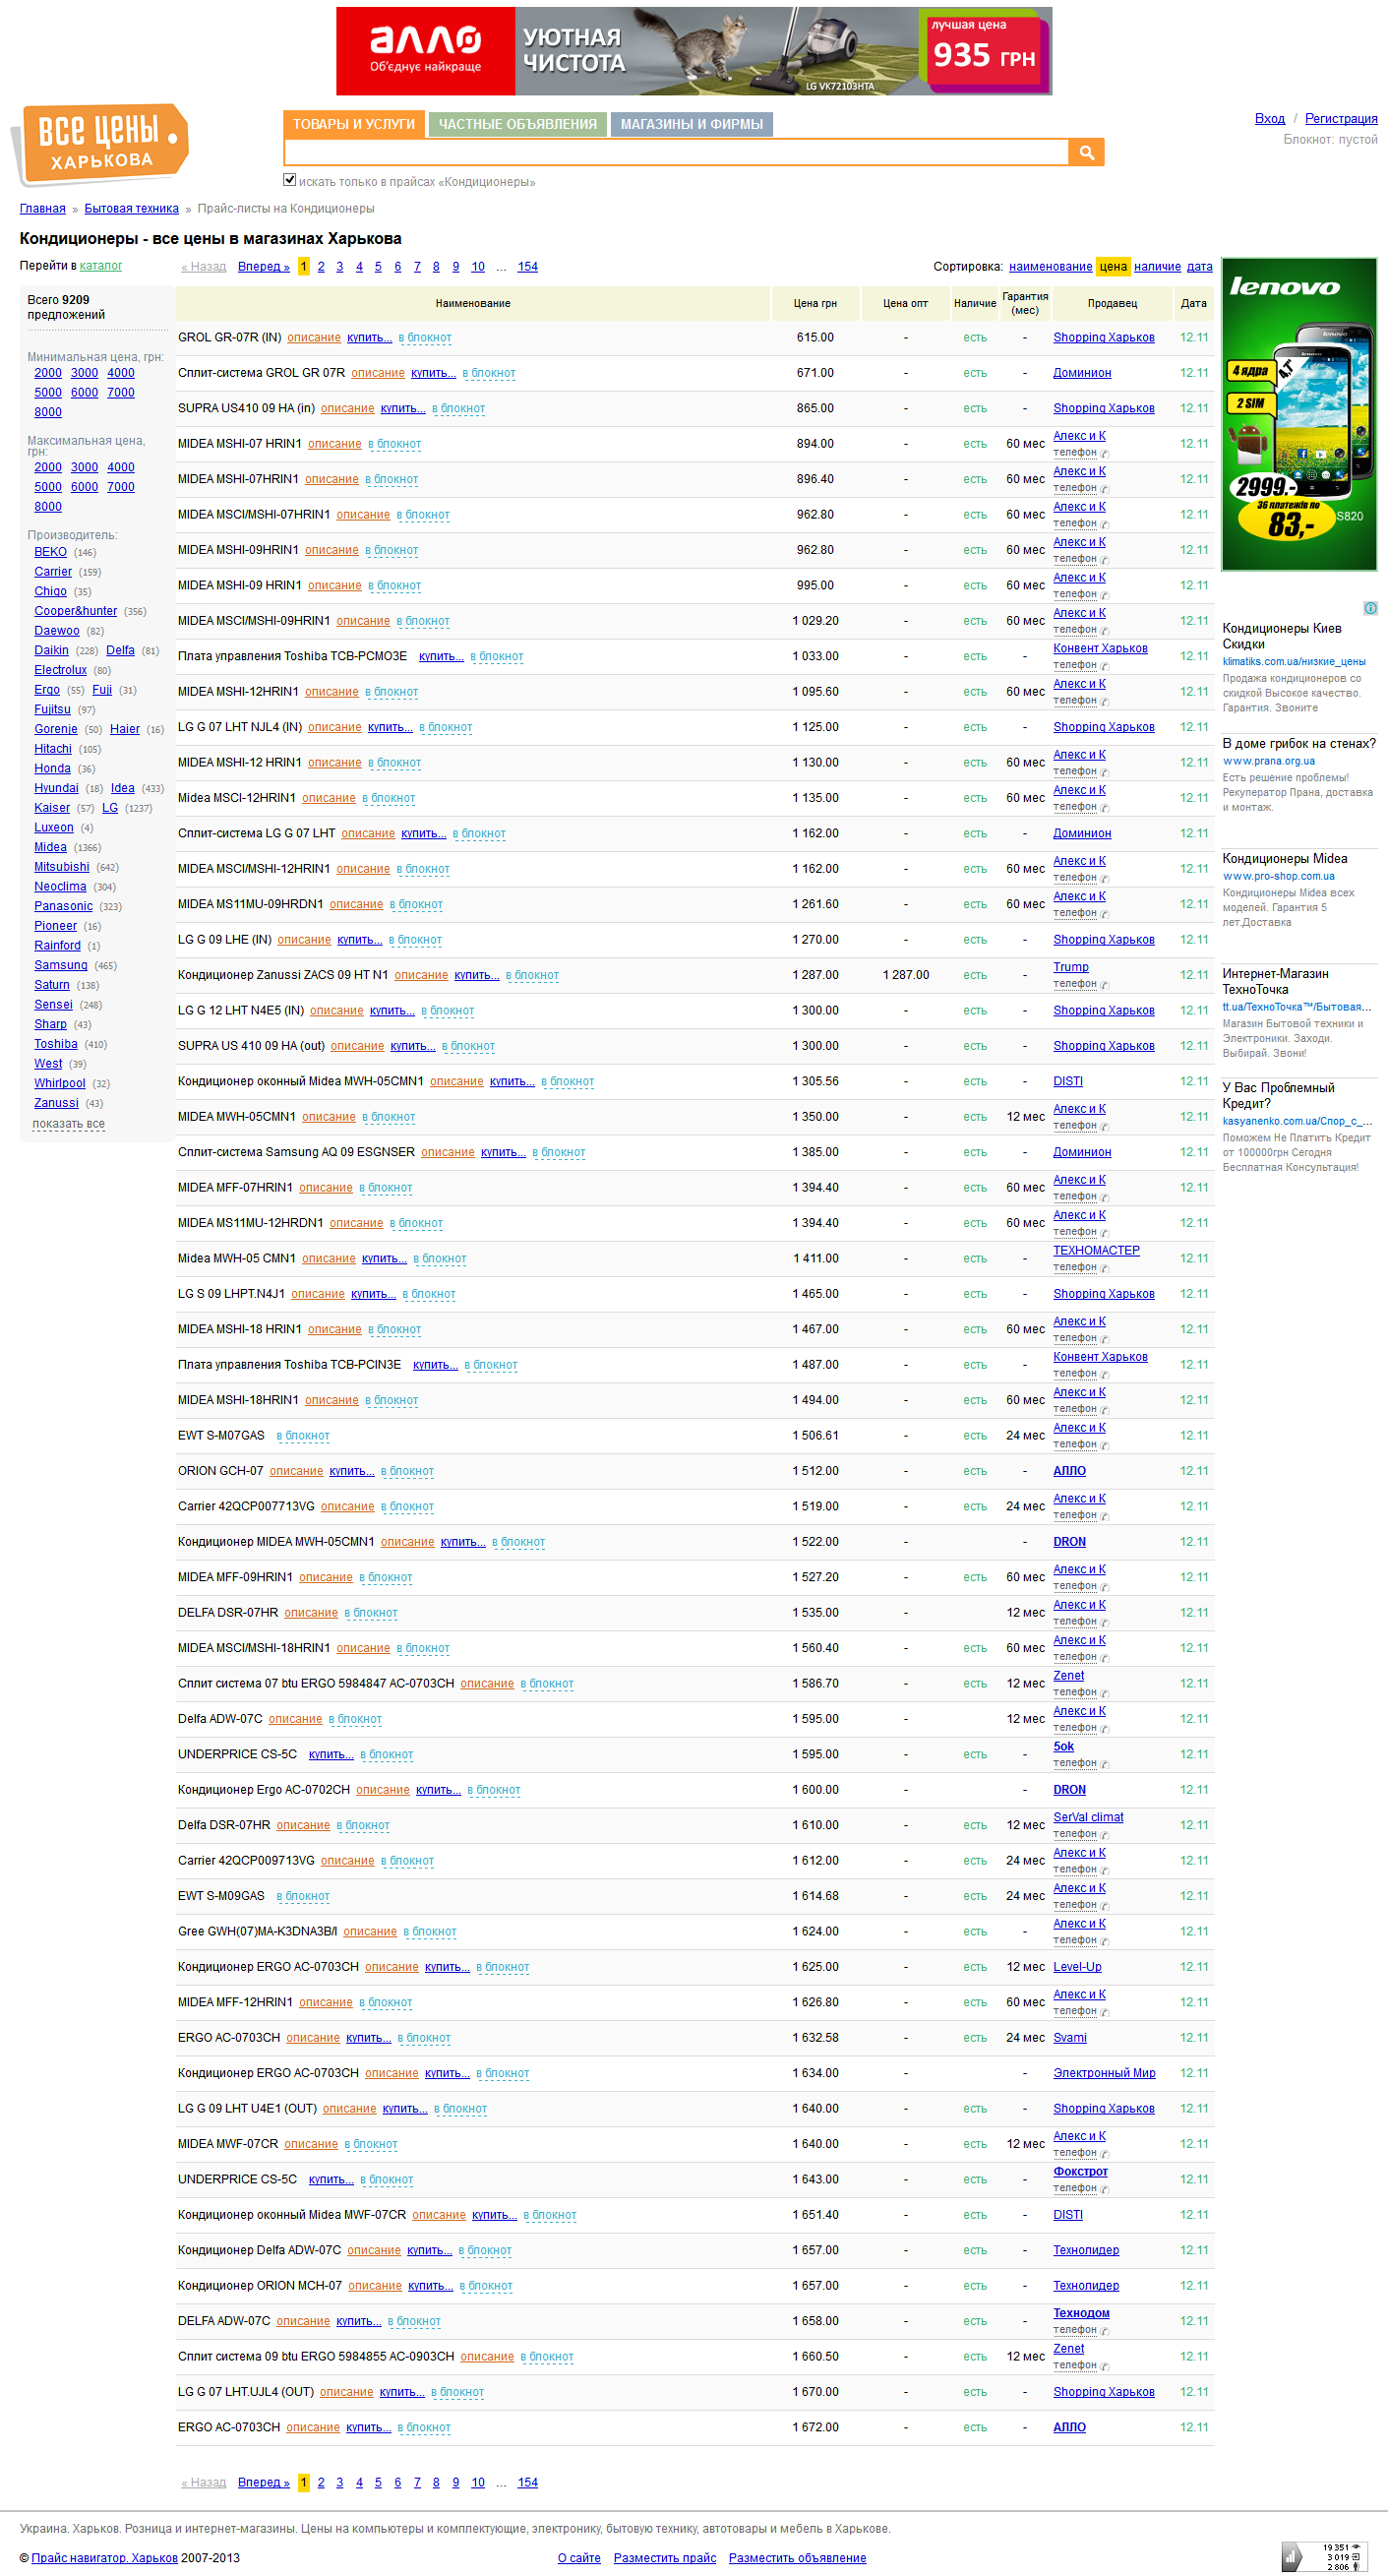 алло
Об'єднує найкраще
УЮТНАЯ
ЧИСТОТА
LG VK72103HTA
лучшая цена
935 ГРН
ВСЕ ЦЕНЫ
ХАРЬКОВА
ТОВАРЫ И УСЛУГИ ЧАСТНЫЕ ОБЪЯВЛЕНИЯ МАГАЗИНЫ И ФИРМЫ
Вход / Регистрация
Блокнот: пустой
искать только в прайсах «Кондиционеры»
Главная » Бытовая техника » Прайс-листы на Кондиционеры
Кондиционеры - все цены в магазинах Харькова
Перейти в каталог
« Назад Вперед » 1 2 3 4 5 6 7 8 9 10 ... 154
Сортировка: наименование цена наличие дата
Всего 9209
предложений
Минимальная цена, грн:
2000 3000 4000
5000 6000 7000
8000
Максимальная цена,
грн:
2000 3000 4000
5000 6000 7000
8000
Производитель:
BEKO (146)
Carrier (159)
Chigo (35)
Cooper&hunter (356)
Daewoo (82)
Daikin (228) Delfa (81)
Electrolux (80)
Ergo (55) Fuji (31)
Fujitsu (97)
Gorenje (50) Haier (16)
Hitachi (105)
Honda (36)
Hyundai (18) Idea (433)
Kaiser (57) LG (1237)
Luxeon (4)
Midea (1366)
Mitsubishi (642)
Neoclima (304)
Panasonic (323)
Pioneer (16)
Rainford (1)
Samsung (465)
Saturn (138)
Sensei (248)
Sharp (43)
Toshiba (410)
West (39)
Whirlpool (32)
Zanussi (43)
показать все
Наименование Цена грн Цена опт Наличие Гарантия (мес) Продавец Дата
GROL GR-07R (IN) описание купить... в блокнот 615.00 - есть - Shopping Харьков 12.11
Сплит-система GROL GR 07R описание купить... в блокнот 671.00 - есть - Доминион 12.11
SUPRA US410 09 HA (in) описание купить... в блокнот 865.00 - есть - Shopping Харьков 12.11
MIDEA MSHI-07 HRIN1 описание в блокнот 894.00 - есть 60 мес Алекс и К телефон 12.11
MIDEA MSHI-07HRIN1 описание в блокнот 896.40 - есть 60 мес Алекс и К телефон 12.11
MIDEA MSCI/MSHI-07HRIN1 описание в блокнот 962.80 - есть 60 мес Алекс и К телефон 12.11
MIDEA MSHI-09HRIN1 описание в блокнот 962.80 - есть 60 мес Алекс и К телефон 12.11
MIDEA MSHI-09 HRIN1 описание в блокнот 995.00 - есть 60 мес Алекс и К телефон 12.11
MIDEA MSCI/MSHI-09HRIN1 описание в блокнот 1 029.20 - есть 60 мес Алекс и К телефон 12.11
Плата управления Toshiba TCB-PCMO3E купить... в блокнот 1 033.00 - есть - Конвент Харьков телефон 12.11
MIDEA MSHI-12HRIN1 описание в блокнот 1 095.60 - есть 60 мес Алекс и К телефон 12.11
LG G 07 LHT NJL4 (IN) описание купить... в блокнот 1 125.00 - есть - Shopping Харьков 12.11
MIDEA MSHI-12 HRIN1 описание в блокнот 1 130.00 - есть 60 мес Алекс и К телефон 12.11
Midea MSCI-12HRIN1 описание в блокнот 1 135.00 - есть 60 мес Алекс и К телефон 12.11
Сплит-система LG G 07 LHT описание купить... в блокнот 1 162.00 - есть - Доминион 12.11
MIDEA MSCI/MSHI-12HRIN1 описание в блокнот 1 162.00 - есть 60 мес Алекс и К телефон 12.11
MIDEA MS11MU-09HRDN1 описание в блокнот 1 261.60 - есть 60 мес Алекс и К телефон 12.11
LG G 09 LHE (IN) описание купить... в блокнот 1 270.00 - есть - Shopping Харьков 12.11
Кондиционер Zanussi ZACS 09 HT N1 описание купить... в блокнот 1 287.00 1 287.00 есть - Trump телефон 12.11
LG G 12 LHT N4E5 (IN) описание купить... в блокнот 1 300.00 - есть - Shopping Харьков 12.11
SUPRA US 410 09 HA (out) описание купить... в блокнот 1 300.00 - есть - Shopping Харьков 12.11
Кондиционер оконный Midea MWH-05CMN1 описание купить... в блокнот 1 305.56 - есть - DISTI 12.11
MIDEA MWH-05CMN1 описание в блокнот 1 350.00 - есть 12 мес Алекс и К телефон 12.11
Сплит-система Samsung AQ 09 ESGNSER описание купить... в блокнот 1 385.00 - есть - Доминион 12.11
MIDEA MFF-07HRIN1 описание в блокнот 1 394.40 - есть 60 мес Алекс и К телефон 12.11
MIDEA MS11MU-12HRDN1 описание в блокнот 1 394.40 - есть 60 мес Алекс и К телефон 12.11
Midea MWH-05 CMN1 описание купить... в блокнот 1 411.00 - есть - ТЕХНОМАСТЕР телефон 12.11
LG S 09 LHPT.N4J1 описание купить... в блокнот 1 465.00 - есть - Shopping Харьков 12.11
MIDEA MSHI-18 HRIN1 описание в блокнот 1 467.00 - есть 60 мес Алекс и К телефон 12.11
Плата управления Toshiba TCB-PCIN3E купить... в блокнот 1 487.00 - есть - Конвент Харьков телефон 12.11
MIDEA MSHI-18HRIN1 описание в блокнот 1 494.00 - есть 60 мес Алекс и К телефон 12.11
EWT S-M07GAS в блокнот 1 506.61 - есть 24 мес Алекс и К телефон 12.11
ORION GCH-07 описание купить... в блокнот 1 512.00 - есть - АЛЛО 12.11
Carrier 42QCP007713VG описание в блокнот 1 519.00 - есть 24 мес Алекс и К телефон 12.11
Кондиционер MIDEA MWH-05CMN1 описание купить... в блокнот 1 522.00 - - DRON 12.11
MIDEA MFF-09HRIN1 описание в блокнот 1 527.20 - есть 60 мес Алекс и К телефон 12.11
DELFA DSR-07HR описание в блокнот 1 535.00 - 12 мес Алекс и К телефон 12.11
MIDEA MSCI/MSHI-18HRIN1 описание в блокнот 1 560.40 - есть 60 мес Алекс и К телефон 12.11
Сплит система 07 btu ERGO 5984847 AC-0703CH описание в блокнот 1 586.70 - есть 12 мес Zenet телефон 12.11
Delfa ADW-07C описание в блокнот 1 595.00 - 12 мес Алекс и К телефон 12.11
UNDERPRICE CS-5C купить... в блокнот 1 595.00 - есть - 5ok телефон 12.11
Кондиционер Ergo AC-0702CH описание купить... в блокнот 1 600.00 - - DRON 12.11
Delfa DSR-07HR описание в блокнот 1 610.00 - есть 12 мес SerVal climat телефон 12.11
Carrier 42QCP009713VG описание в блокнот 1 612.00 - есть 24 мес Алекс и К телефон 12.11
EWT S-M09GAS в блокнот 1 614.68 - есть 24 мес Алекс и К телефон 12.11
Gree GWH(07)MA-K3DNA3B/I описание в блокнот 1 624.00 - есть - Алекс и К телефон 12.11
Кондиционер ERGO AC-0703CH описание купить... в блокнот 1 625.00 - есть 12 мес Level-Up 12.11
MIDEA MFF-12HRIN1 описание в блокнот 1 626.80 - есть 60 мес Алекс и К телефон 12.11
ERGO AC-0703CH описание купить... в блокнот 1 632.58 - есть 24 мес Svami 12.11
Кондиционер ERGO AC-0703CH описание купить... в блокнот 1 634.00 - - Электронный Мир 12.11
LG G 09 LHT U4E1 (OUT) описание купить... в блокнот 1 640.00 - есть - Shopping Харьков 12.11
MIDEA MWF-07CR описание в блокнот 1 640.00 - есть 12 мес Алекс и К телефон 12.11
UNDERPRICE CS-5C купить... в блокнот 1 643.00 - есть - Фокстрот телефон 12.11
Кондиционер оконный Midea MWF-07CR описание купить... в блокнот 1 651.40 - есть - DISTI 12.11
Кондиционер Delfa ADW-07C описание купить... в блокнот 1 657.00 - есть - Технолидер 12.11
Кондиционер ORION MCH-07 описание купить... в блокнот 1 657.00 - есть - Технолидер 12.11
DELFA ADW-07C описание купить... в блокнот 1 658.00 - есть - Технодом телефон 12.11
Сплит система 09 btu ERGO 5984855 AC-0903CH описание в блокнот 1 660.50 - есть 12 мес Zenet телефон 12.11
LG G 07 LHT.UJL4 (OUT) описание купить... в блокнот 1 670.00 - есть - Shopping Харьков 12.11
ERGO AC-0703CH описание купить... в блокнот 1 672.00 - есть - АЛЛО 12.11
lenovo
4 ядра
4,7"
2 SIM
2999.-
36 платежів по
83,-
S820
Кондиционеры Киев
Скидки
klimatiks.com.ua/низкие_цены
Продажа кондиционеров со
скидкой Высокое качество.
Гарантия. Звоните
В доме грибок на стенах?
www.prana.org.ua
Есть решение проблемы!
Рекуператор Прана, доставка
и монтаж.
Кондиционеры Midea
www.pro-shop.com.ua
Кондиционеры Midea всех
моделей. Гарантия 5
лет.Доставка
Интернет-Магазин
ТехноТочка
tt.ua/ТехноТочка™/Бытовая...
Магазин Бытовой техники и
Электроники. Заходи.
Выбирай. Звони!
У Вас Проблемный
Кредит?
kasyanenko.com.ua/Спор_с_...
Поможем Не Платить Кредит
от 100000грн Сегодня
Бесплатная Консультация!
« Назад Вперед » 1 2 3 4 5 6 7 8 9 10 ... 154
Украина. Харьков. Розница и интернет-магазины. Цены на компьютеры и комплектующие, электронику, бытовую технику, автотовары и мебель в Харькове.
© Прайс навигатор. Харьков 2007-2013
О сайте Разместить прайс Разместить объявление
19 351
3 019
2 806